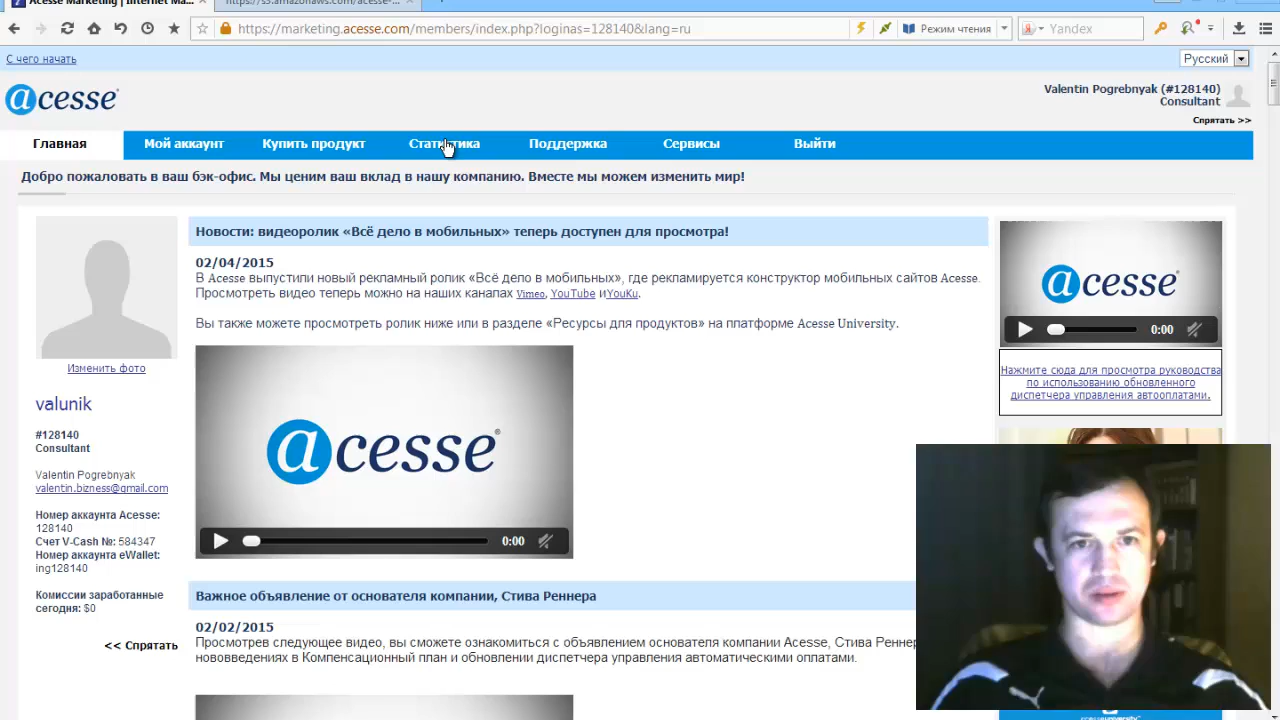 Acesse Marketing | Internet Ma...
https://s3.amazonaws.com/acesse-...
https://marketing.acesse.com/members/index.php?loginas=128140&lang=ru
Режим чтения
Yandex
С чего начать
Русский
acesse
Valentin Pogrebnyak (#128140)
Consultant
Спрятать >>
Главная
Мой аккаунт
Купить продукт
Статистика
Поддержка
Сервисы
Выйти
Добро пожаловать в ваш бэк-офис. Мы ценим ваш вклад в нашу компанию. Вместе мы можем изменить мир!
Изменить фото
valunik
#128140
Consultant
Valentin Pogrebnyak
valentin.bizness@gmail.com
Номер аккаунта Acesse:
128140
Счет V-Cash №: 584347
Номер аккаунта eWallet:
ing128140
Комиссии заработанные
сегодня: $0
<< Спрятать
Новости: видеоролик «Всё дело в мобильных» теперь доступен для просмотра!
02/04/2015
В Acesse выпустили новый рекламный ролик «Всё дело в мобильных», где рекламируется конструктор мобильных сайтов Acesse.
Просмотреть видео теперь можно на наших каналах Vimeo, YouTube иYouKu.
Вы также можете просмотреть ролик ниже или в разделе «Ресурсы для продуктов» на платформе Acesse University.
acesse
0:00
Важное объявление от основателя компании, Стива Реннера
02/02/2015
Просмотрев следующее видео, вы сможете ознакомиться с объявлением основателя компании Acesse, Стива Реннер
нововведениях в Компенсационный план и обновлении диспетчера управления автоматическими оплатами.
acesse
0:00
Нажмите сюда для просмотра руководства
по использованию обновленного
диспетчера управления автооплатами.